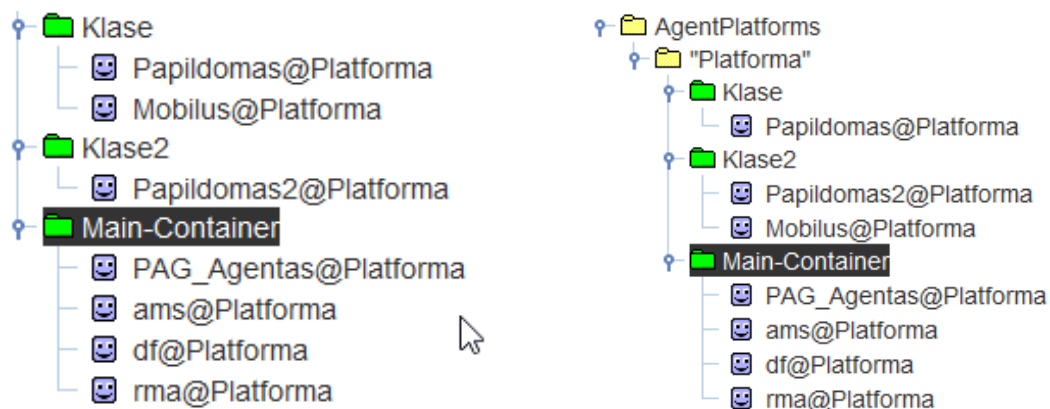 Klase
Papildomas@Platforma
Mobilus@Platforma
Klase2
Papildomas2@Platforma
Main-Container
PAG_Agentas@Platforma
ams@Platforma
df@Platforma
rma@Platforma
AgentPlatforms
"Platforma"
Klase
Papildomas@Platforma
Klase2
Papildomas2@Platforma
Mobilus@Platforma
Main-Container
PAG_Agentas@Platforma
ams@Platforma
df@Platforma
rma@Platforma